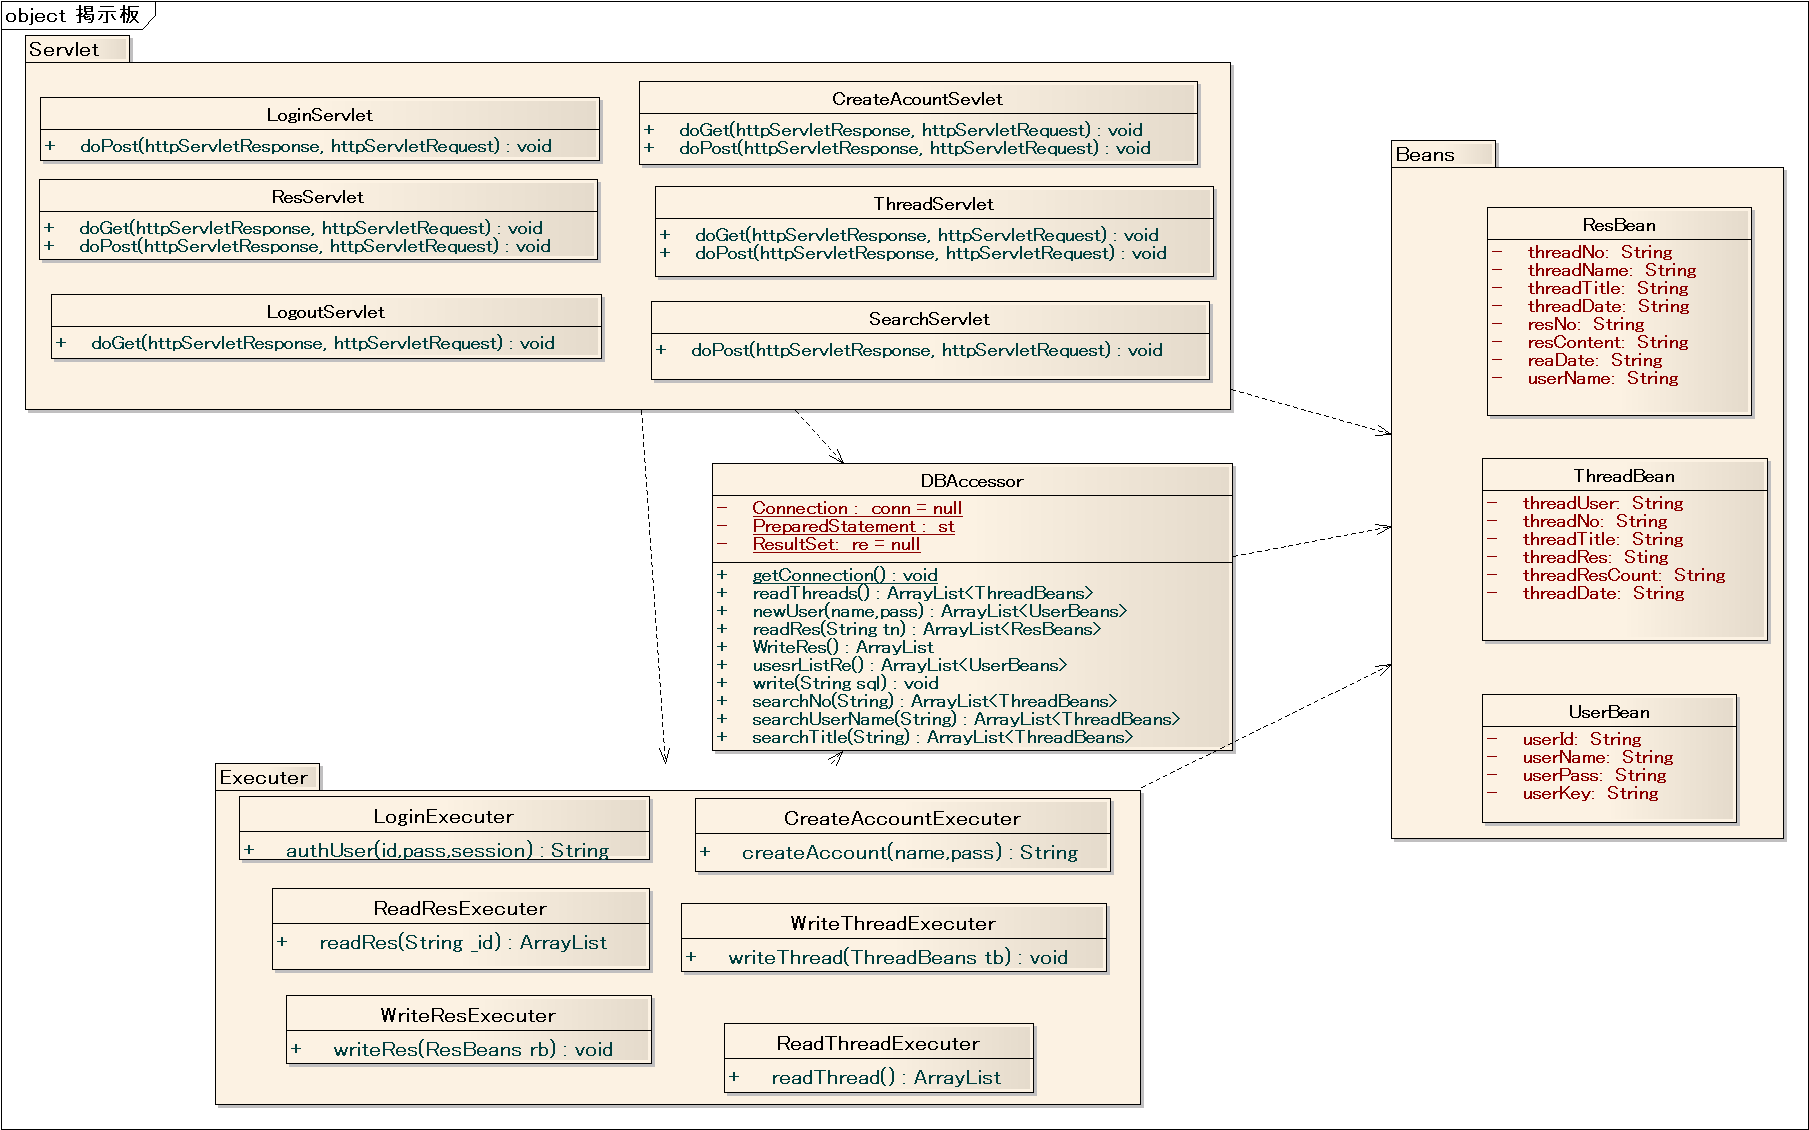 object 掲示板
Servlet
LoginServlet
+ doPost(httpServletResponse, httpServletRequest) : void
CreateAcountSevlet
+ doGet(httpServletResponse, httpServletRequest) : void
+ doPost(httpServletResponse, httpServletRequest) : void
ResServlet
+ doGet(httpServletResponse, httpServletRequest) : void
+ doPost(httpServletResponse, httpServletRequest) : void
ThreadServlet
+ doGet(httpServletResponse, httpServletRequest) : void
+ doPost(httpServletResponse, httpServletRequest) : void
LogoutServlet
+ doGet(httpServletResponse, httpServletRequest) : void
SearchServlet
+ doPost(httpServletResponse, httpServletRequest) : void
Beans
ResBean
- threadNo: String
- threadName: String
- threadTitle: String
- threadDate: String
- resNo: String
- resContent: String
- reaDate: String
- userName: String
ThreadBean
- threadUser: String
- threadNo: String
- threadTitle: String
- threadRes: Sting
- threadResCount: String
- threadDate: String
UserBean
- userId: String
- userName: String
- userPass: String
- userKey: String
DBAccessor
- Connection : conn = null
- PreparedStatement : st
- ResultSet: re = null
+ getConnection() : void
+ readThreads() : ArrayList<ThreadBeans>
+ newUser(name,pass) : ArrayList<UserBeans>
+ readRes(String tn) : ArrayList<ResBeans>
+ WriteRes() : ArrayList
+ usesrListRe() : ArrayList<UserBeans>
+ write(String sql) : void
+ searchNo(String) : ArrayList<ThreadBeans>
+ searchUserName(String) : ArrayList<ThreadBeans>
+ searchTitle(String) : ArrayList<ThreadBeans>
Executer
LoginExecuter
+ authUser(id,pass,session) : String
CreateAccountExecuter
+ createAccount(name,pass) : String
ReadResExecuter
+ readRes(String _id) : ArrayList
WriteThreadExecuter
+ writeThread(ThreadBeans tb) : void
WriteResExecuter
+ writeRes(ResBeans rb) : void
ReadThreadExecuter
+ readThread() : ArrayList